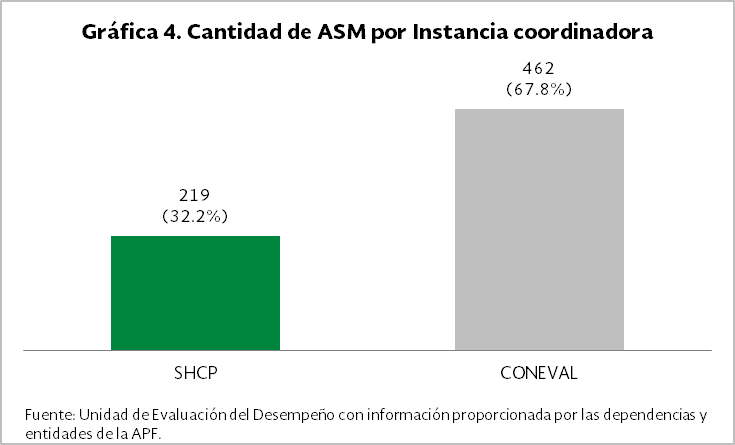 Gráfica 4. Cantidad de ASM por Instancia coordinadora
462
(67.8%)
219
(32.2%)
SHCP
CONEVAL
Fuente: Unidad de Evaluación del Desempeño con información proporcionada por las dependencias y
entidades de la APF.